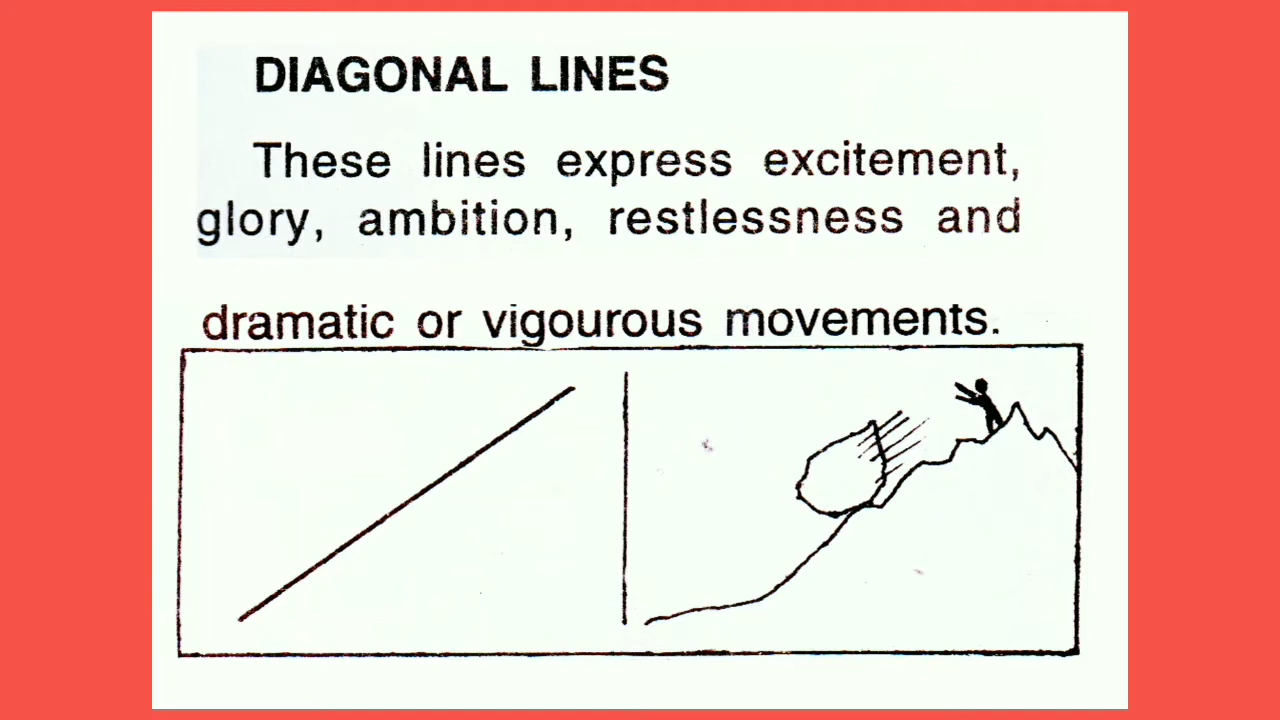 DIAGONAL LINES
These lines express excitement,
glory, ambition, restlessness and
dramatic or vigourous movements.